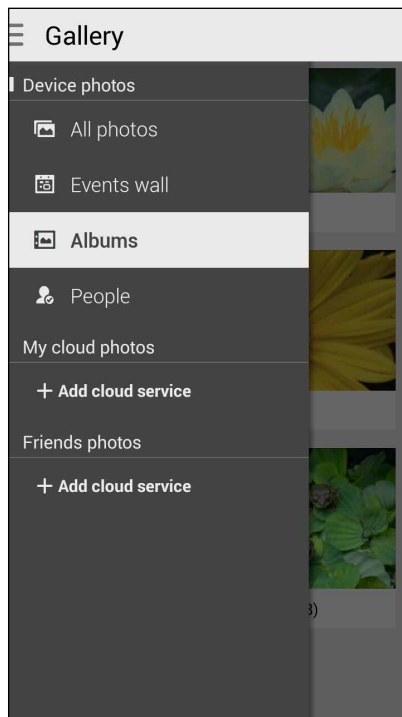 Gallery
Device photos
All photos
Events wall
Albums
People
My cloud photos
+ Add cloud service
Friends photos
+ Add cloud service
3)